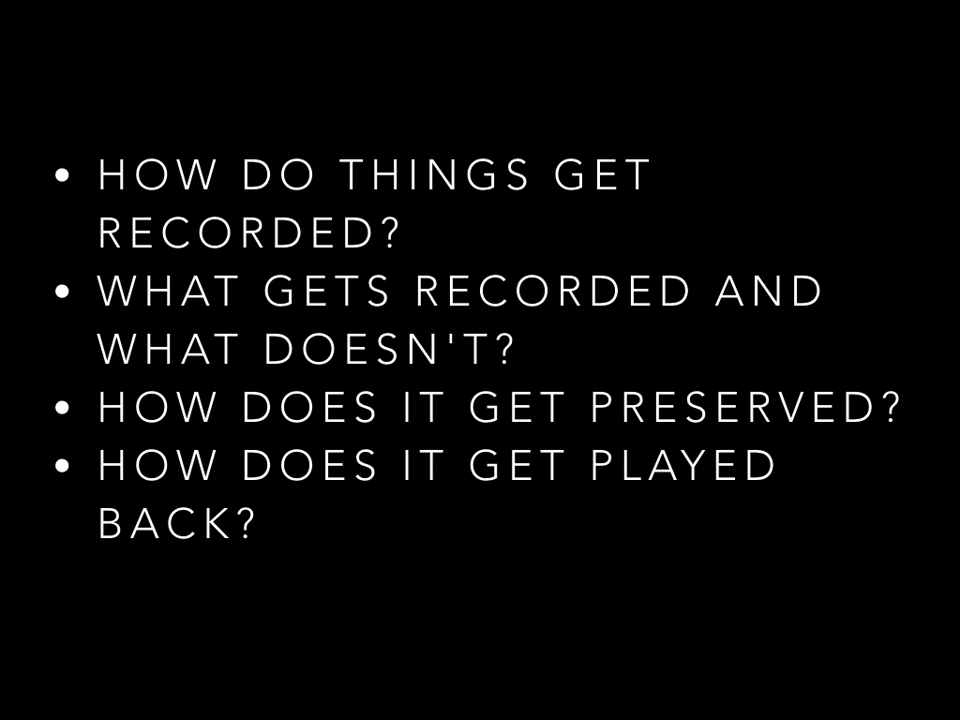 • HOW DO THINGS GET
RECORDED?
• WHAT GETS RECORDED AND
WHAT DOESN'T?
• HOW DOES IT GET PRESERVED?
• HOW DOES IT GET PLAYED
BACK?